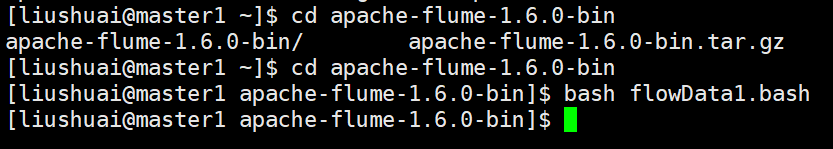 [liushuai@master1 ~]$ cd apache-flume-1.6.0-bin
apache-flume-1.6.0-bin/        apache-flume-1.6.0-bin.tar.gz
[liushuai@master1 ~]$ cd apache-flume-1.6.0-bin
[liushuai@master1 apache-flume-1.6.0-bin]$ bash flowData1.bash
[liushuai@master1 apache-flume-1.6.0-bin]$